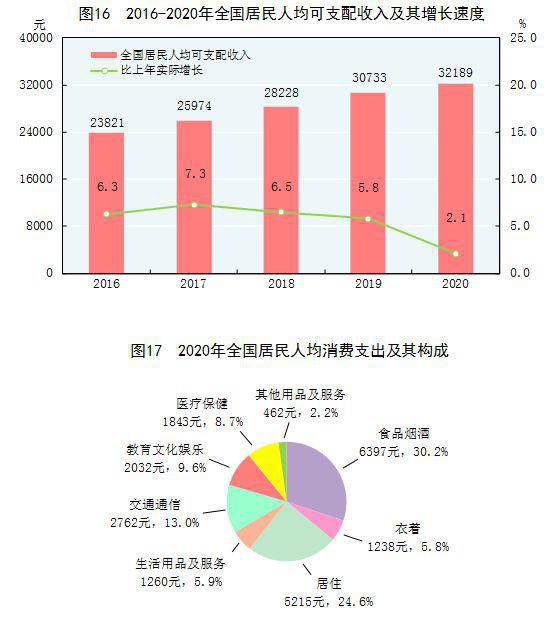 图16 2016-2020年全国居民人均可支配收入及其增长速度
元
%
40000
32000
24000
16000
8000
0
25.0
20.0
15.0
10.0
5.0
0.0
全国居民人均可支配收入
比上年实际增长
23821
25974
28228
30733
32189
6.3
7.3
6.5
5.8
2.1
2016
2017
2018
2019
2020
图17 2020年全国居民人均消费支出及其构成
其他用品及服务
462元, 2.2%
医疗保健
1843元, 8.7%
食品烟酒
6397元, 30.2%
教育文化娱乐
2032元, 9.6%
交通通信
2762元, 13.0%
衣着
1238元, 5.8%
生活用品及服务
1260元, 5.9%
居住
5215元, 24.6%